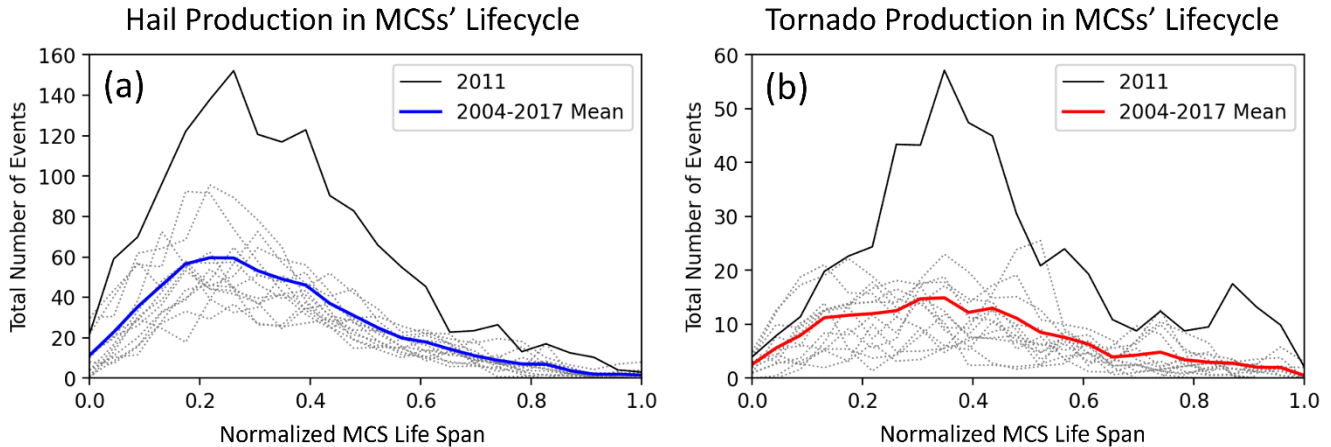 Hail Production in MCSs' Lifecycle
(a)
2011
2004-2017 Mean
Total Number of Events
160
140
120
100
80
60
40
20
0
0.0 0.2 0.4 0.6 0.8 1.0
Normalized MCS Life Span
Tornado Production in MCSs' Lifecycle
(b)
2011
2004-2017 Mean
Total Number of Events
60
50
40
30
20
10
0
0.0 0.2 0.4 0.6 0.8 1.0
Normalized MCS Life Span